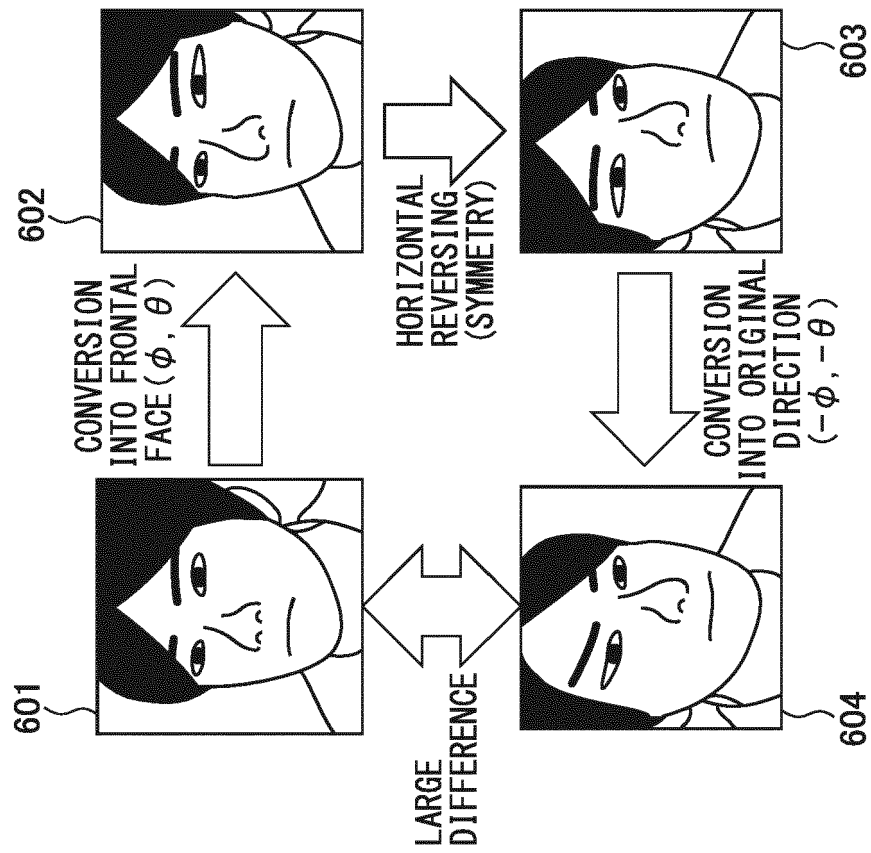 601
CONVERSION
INTO FRONTAL
FACE(ϕ, θ)
602
LARGE
DIFFERENCE
HORIZONTAL
REVERSING
(SYMMETRY)
604
CONVERSION
INTO ORIGINAL
DIRECTION
(−ϕ, −θ)
603